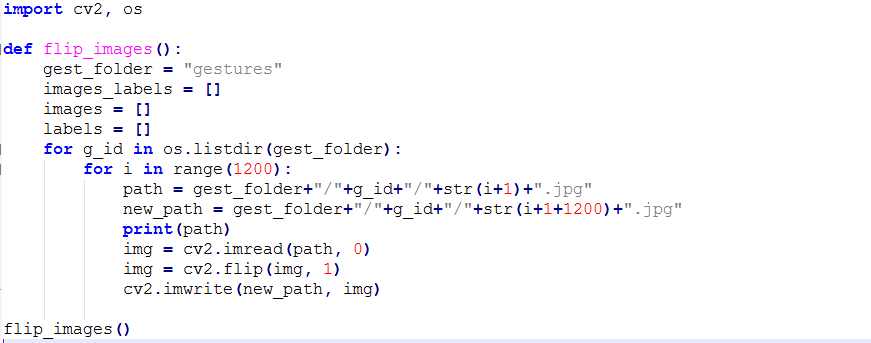 import cv2, os
def flip_images():
    gest_folder = "gestures"
    images_labels = []
    images = []
    labels = []
    for g_id in os.listdir(gest_folder):
        for i in range(1200):
            path = gest_folder+"/"+g_id+"/"+str(i+1)+".jpg"
            new_path = gest_folder+"/"+g_id+"/"+str(i+1+1200)+".jpg"
            print(path)
            img = cv2.imread(path, 0)
            img = cv2.flip(img, 1)
            cv2.imwrite(new_path, img)
flip_images()